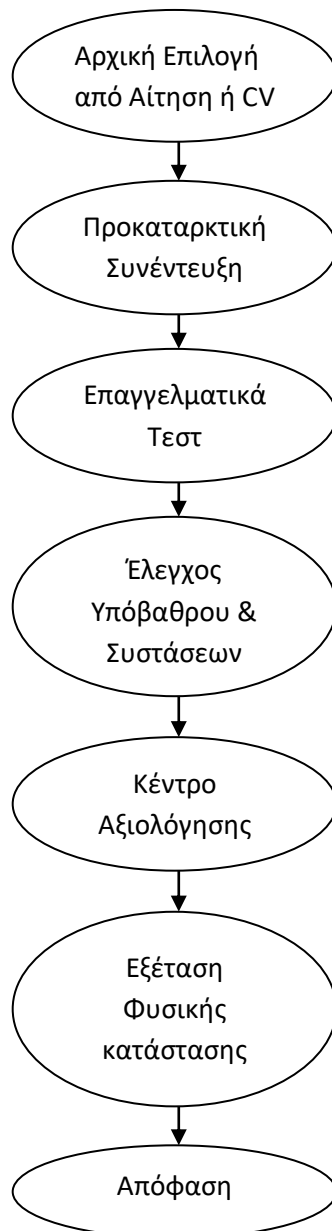 Αρχική Επιλογή
από Αίτηση ή CV
Προκαταρκτική
Συνέντευξη
Επαγγελματικά
Τεστ
Έλεγχος
Υπόβαθρου &
Συστάσεων
Κέντρο
Αξιολόγησης
Εξέταση
Φυσικής
κατάστασης
Απόφαση